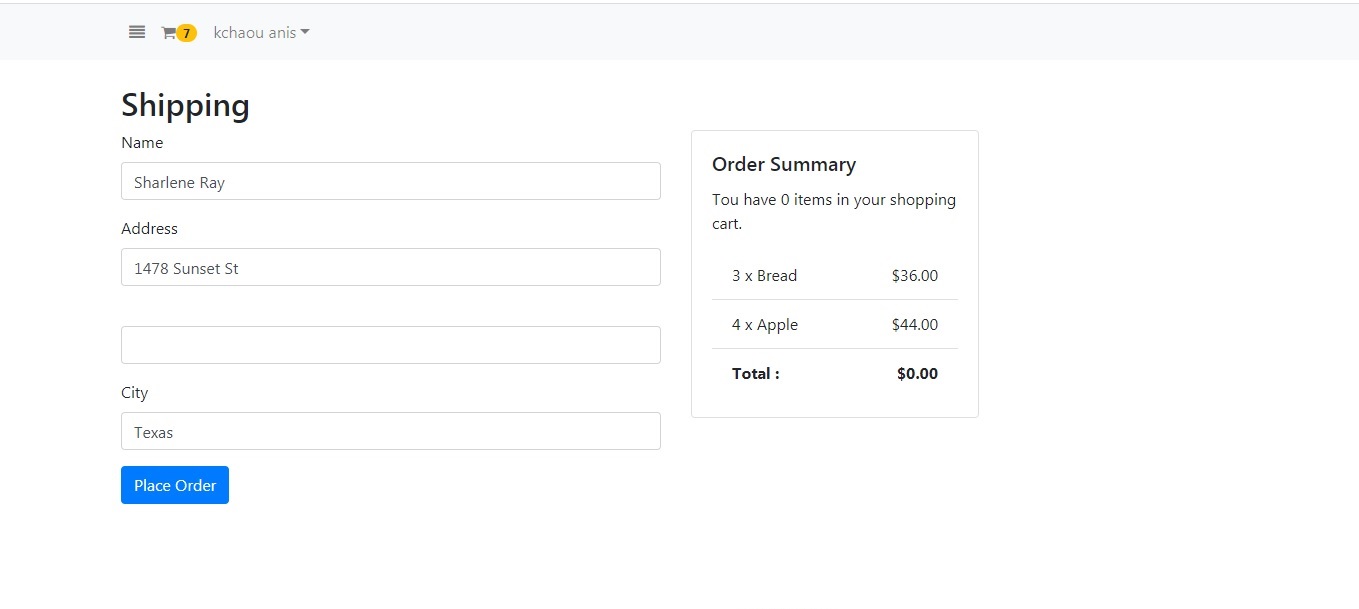 7 kchaou anis
Shipping
Name
Sharlene Ray
Address
1478 Sunset St
City
Texas
Place Order
Order Summary
Tou have 0 items in your shopping
cart.
3 x Bread $36.00
4 x Apple $44.00
Total : $0.00